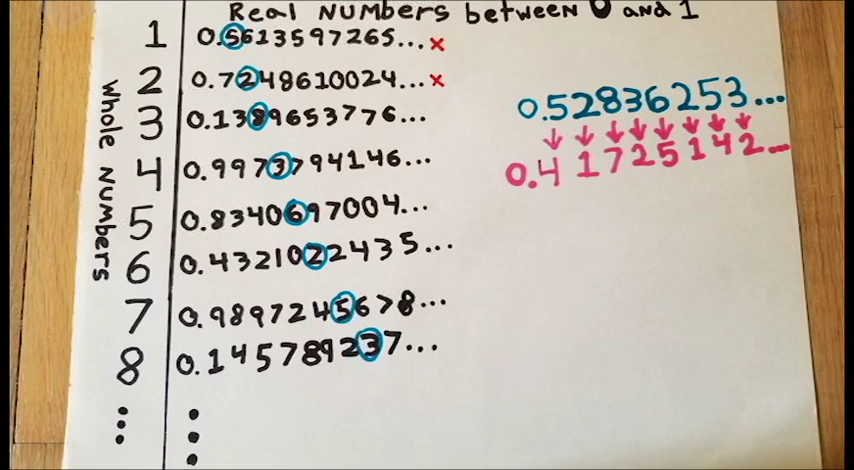 Real Numbers between 0 and 1
Whole Numbers
1 0.5613597265... x
2 0.7248610024... x
3 0.1389653776...
4 0.9973794146...
5 0.8340697004...
6 0.4321022435...
7 0.9897245678...
8 0.145789237...
... ...
0.52836253...
↓ ↓ ↓ ↓ ↓ ↓ ↓ ↓
0.41725142...